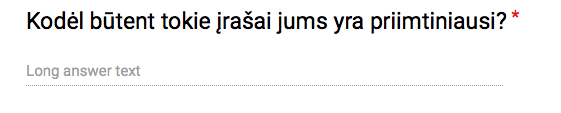 Kodėl būtent tokie įrašai jums yra priimtiniausi? *
Long answer text